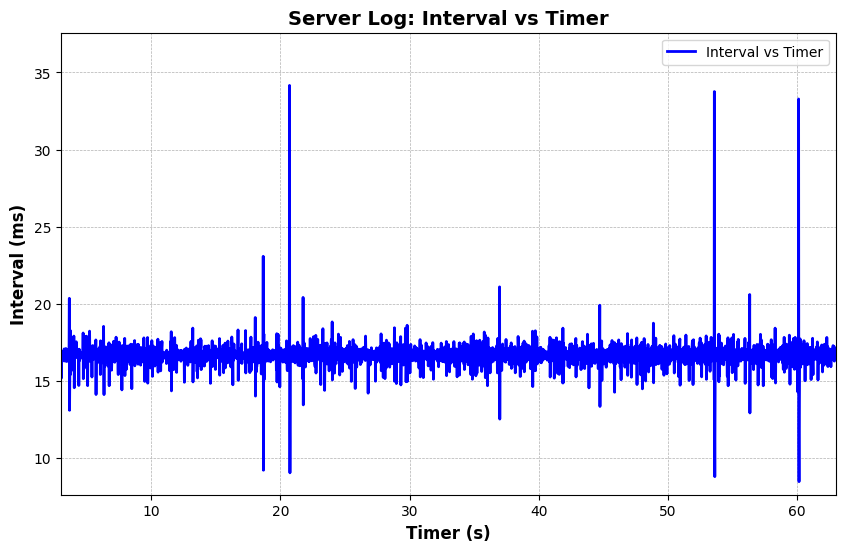 Server Log: Interval vs Timer
Interval vs Timer
Interval (ms)
35
30
25
20
15
10
10 20 30 40 50 60
Timer (s)